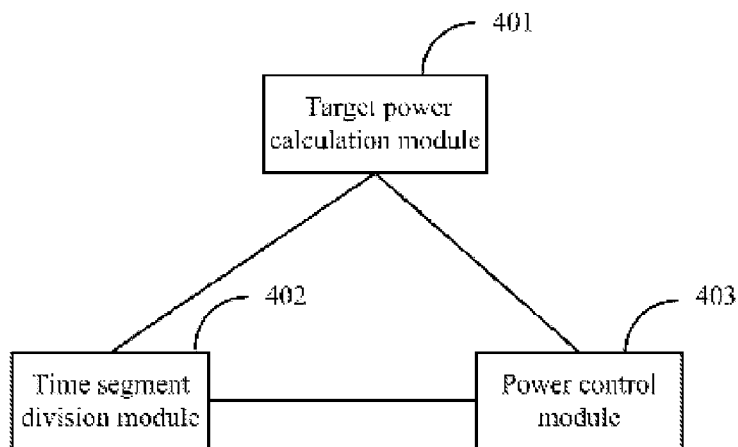 401
Target power
calculation module
402
403
Time segment
division module
Power control
module